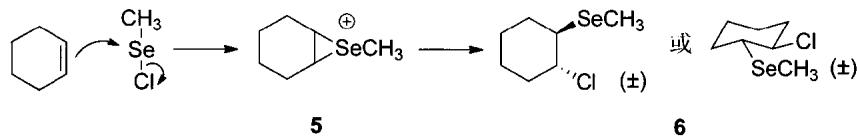 CH₃
Se
Cl
⊕
SeCH₃
SeCH₃
Cl (±)
或
Cl
SeCH₃ (±)
5
6